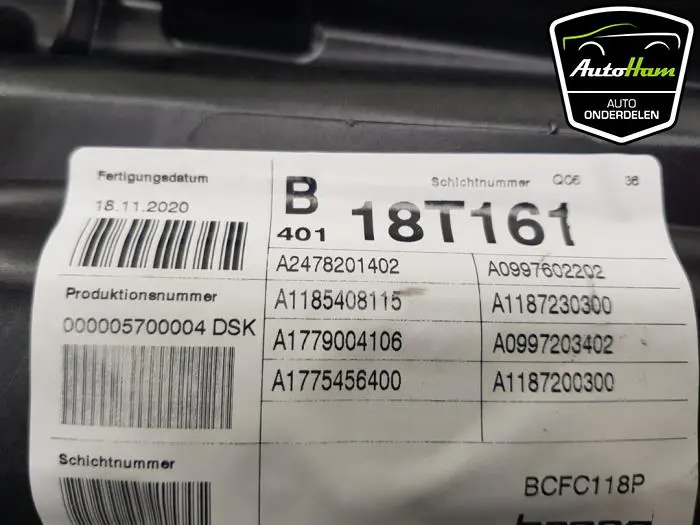 AutoHam
AUTO
ONDERDELEN
Fertigungsdatum
18.11.2020
B
401
Schichtnummer
Q06
36
18T161
A2478201402
A0997602202
Produktionsnummer
000005700004 DSK
A1185408115
A1187230300
A1779004106
A0997203402
A1775456400
A1187200300
Schichtnummer
BCFC118P